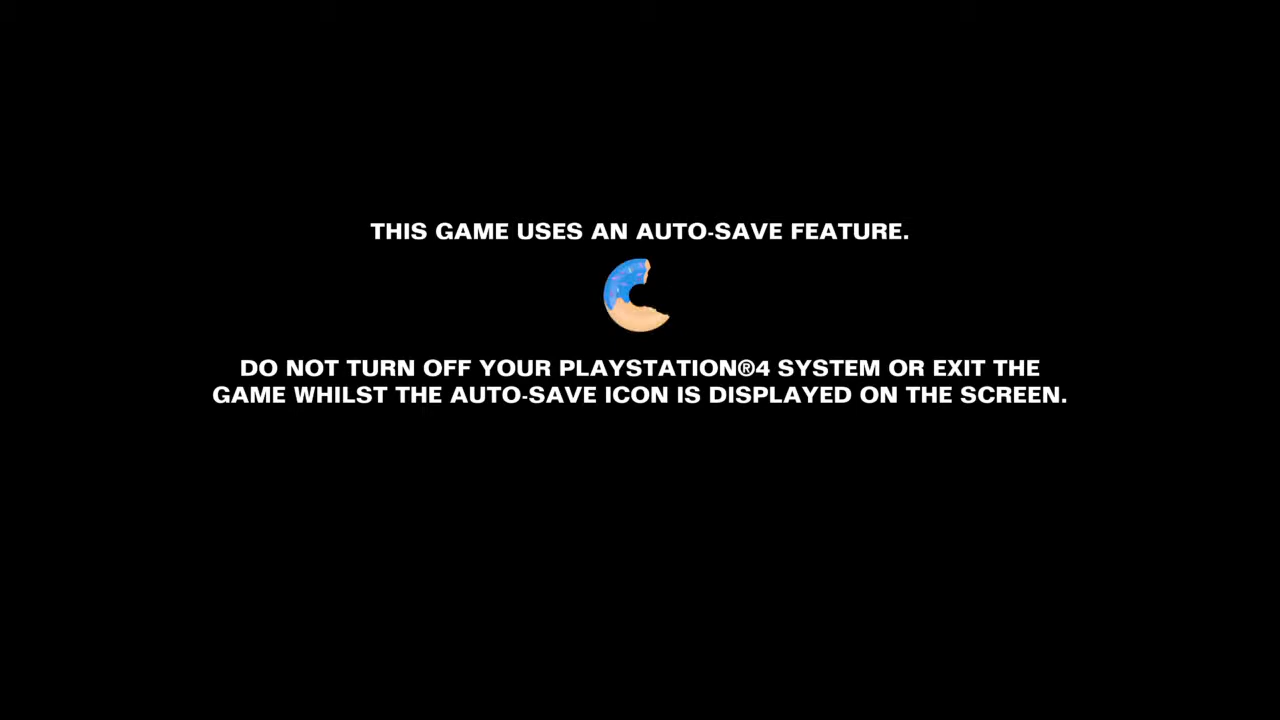 THIS GAME USES AN AUTO-SAVE FEATURE.
DO NOT TURN OFF YOUR PLAYSTATION®4 SYSTEM OR EXIT THE
GAME WHILST THE AUTO-SAVE ICON IS DISPLAYED ON THE SCREEN.